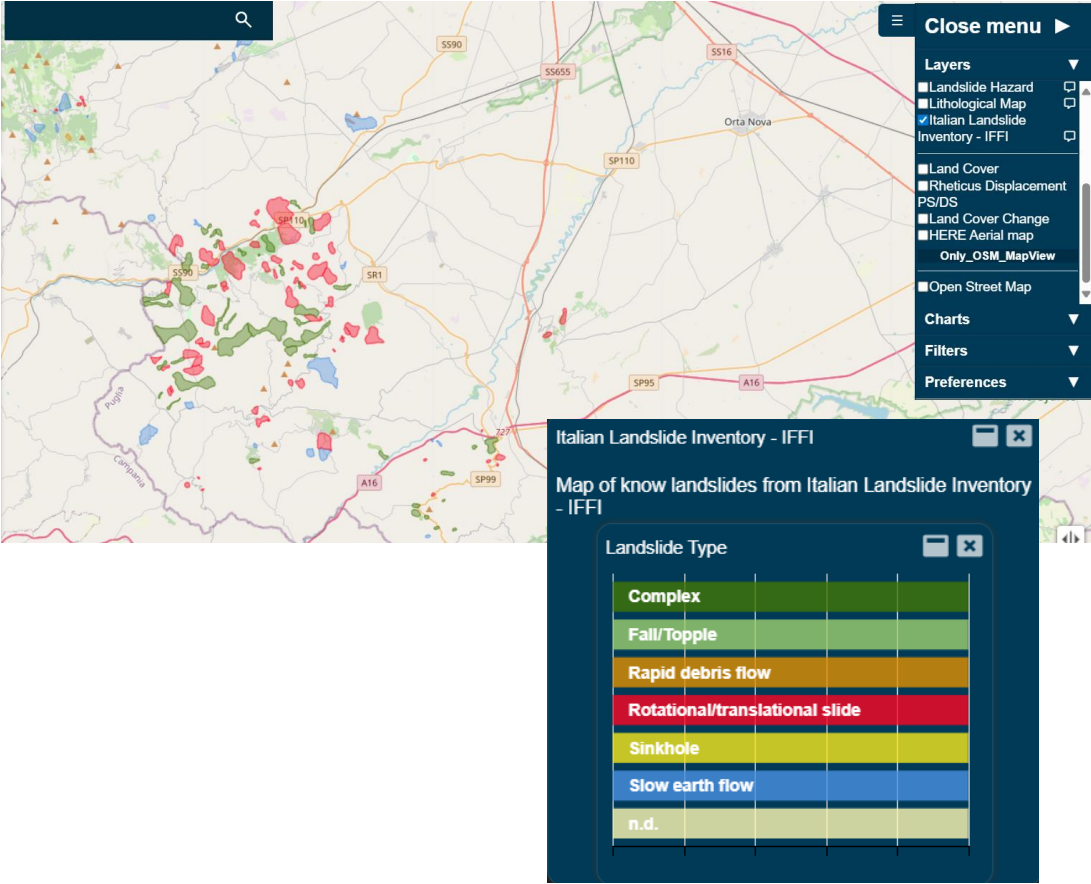 SS90
SS16
SS655
Orta Nova
SP110
SP110
SS90
SR1
SP95
A16
Puglia
Campania
727
A16
SP99
Close menu ▶
Layers ▼
Landslide Hazard
Lithological Map
Italian Landslide
Inventory - IFFI
Land Cover
Rheticus Displacement
PS/DS
Land Cover Change
HERE Aerial map
Only_OSM_MapView
Open Street Map
Charts ▼
Filters ▼
Preferences ▼
Italian Landslide Inventory - IFFI
Map of know landslides from Italian Landslide Inventory
- IFFI
Landslide Type
Complex
Fall/Topple
Rapid debris flow
Rotational/translational slide
Sinkhole
Slow earth flow
n.d.